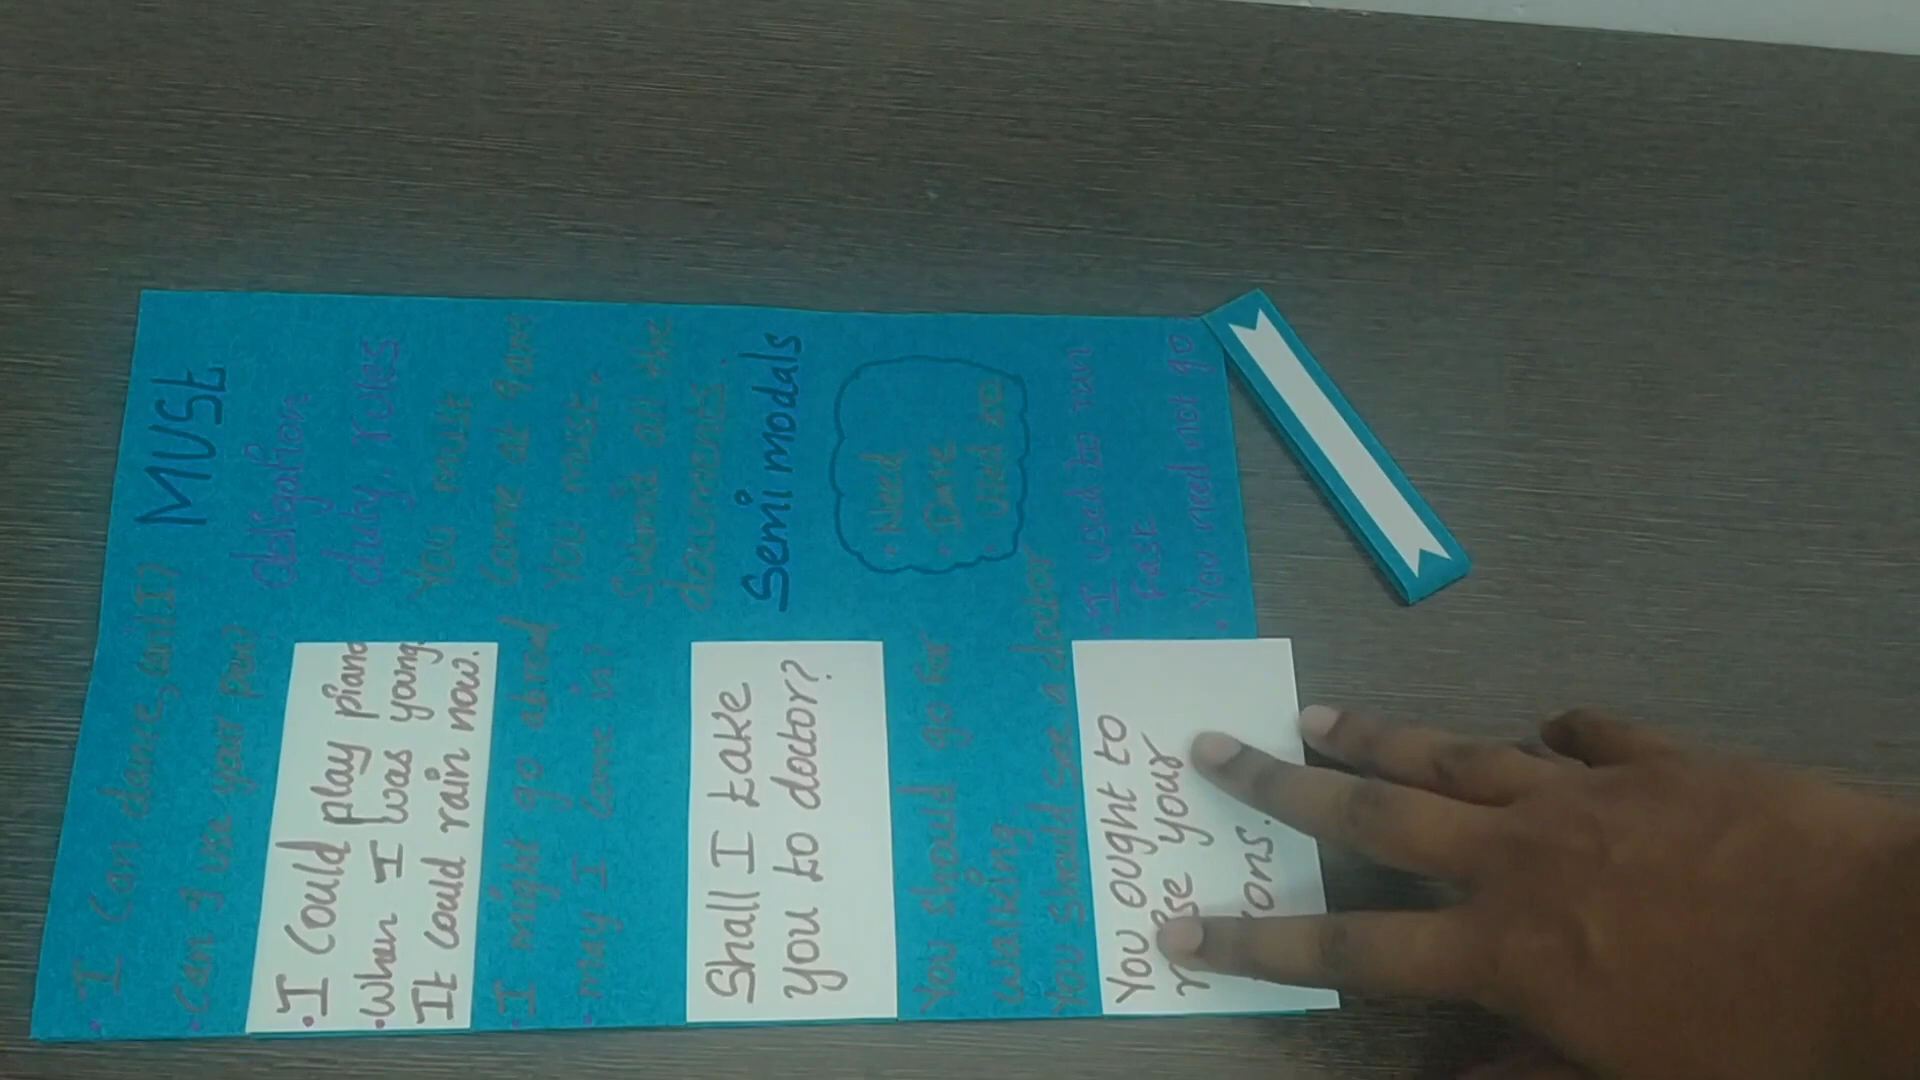 • I can dance, can I?
• can I use your pen?
• I could play piano
• when I was young
It could rain now.
• I might go abrod
• may I come in?
Shall I take
you to doctor?
You should go for
walking
You should see a doctor
You ought to
your
MUSt
obligation
duty, rules
You must
come at 9am
You must
Submit all the
documents.
Semi modals
• Need
• Dare
• Used to
• I used to run
fast
• You need not go